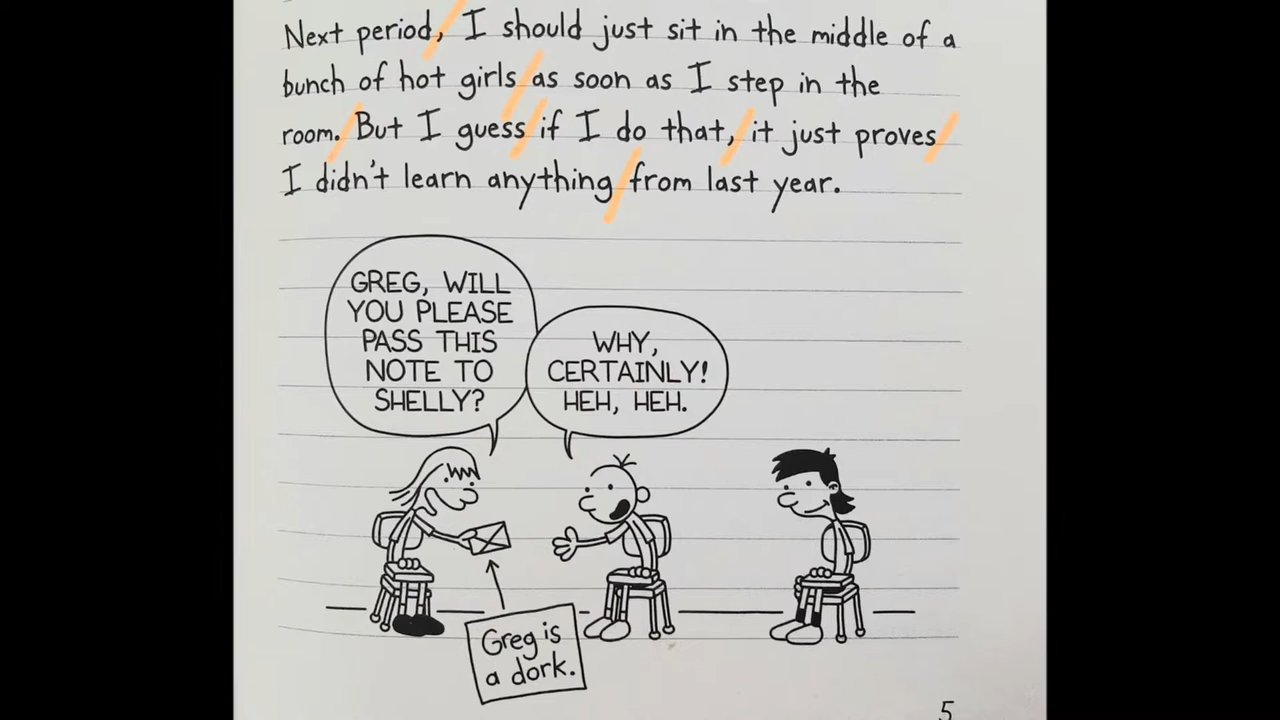 Next period, I should just sit in the middle of a
bunch of hot girls as soon as I step in the
room. But I guess if I do that, it just proves
I didn't learn anything from last year.
GREG, WILL
YOU PLEASE
PASS THIS
NOTE TO
SHELLY?
WHY,
CERTAINLY!
HEH, HEH.
Greg is
a dork.
5